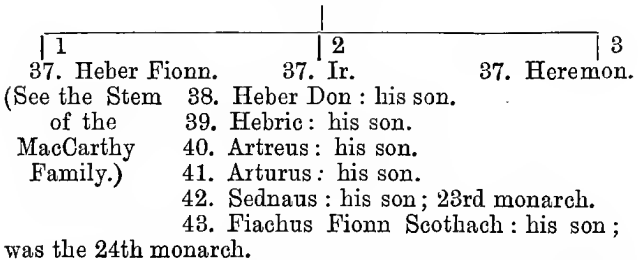 1 2 3
37. Heber Fionn. 37. Ir. 37. Heremon.
(See the Stem 38. Heber Don : his son.
of the 39. Hebric : his son.
MacCarthy 40. Artreus : his son.
Family.) 41. Arturus : his son.
42. Sednaus : his son ; 23rd monarch.
43. Fiachus Fionn Scothach : his son ;
was the 24th monarch.